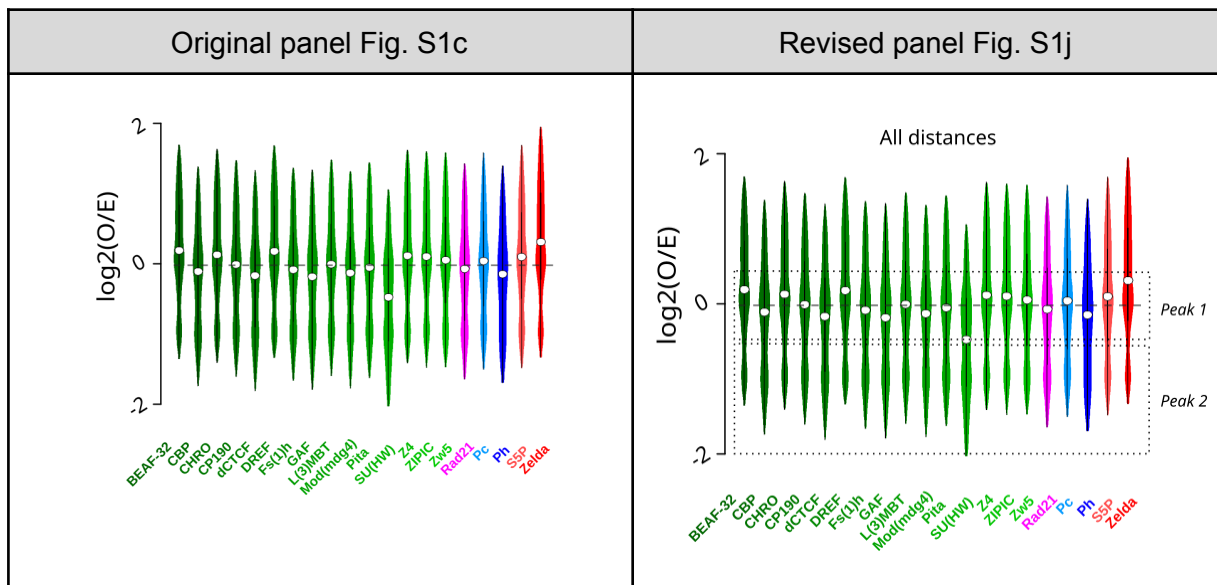 Original panel Fig. S1c
Revised panel Fig. S1j
2
0
-2
log2(O/E)
BEAF-32
CBP
CHRO
CP190
dCTCF
DREF
Fs(1)h
GAF
L(3)MBT
Mod(mdg4)
Pita
SU(HW)
Z4
ZIPIC
Zw5
Rad21
Pc
Ph
S5P
Zelda
All distances
2
0
-2
log2(O/E)
Peak 1
Peak 2
BEAF-32
CBP
CHRO
CP190
dCTCF
DREF
Fs(1)h
GAF
L(3)MBT
Mod(mdg4)
Pita
SU(HW)
Z4
ZIPIC
Zw5
Rad21
Pc
Ph
S5P
Zelda